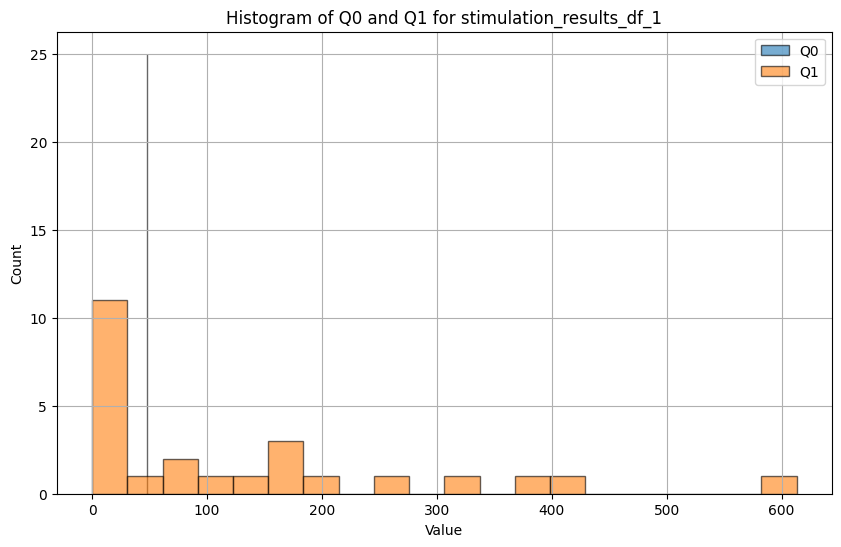 Histogram of Q0 and Q1 for stimulation_results_df_1
Q0
Q1
Count
25
20
15
10
5
0
0 100 200 300 400 500 600
Value